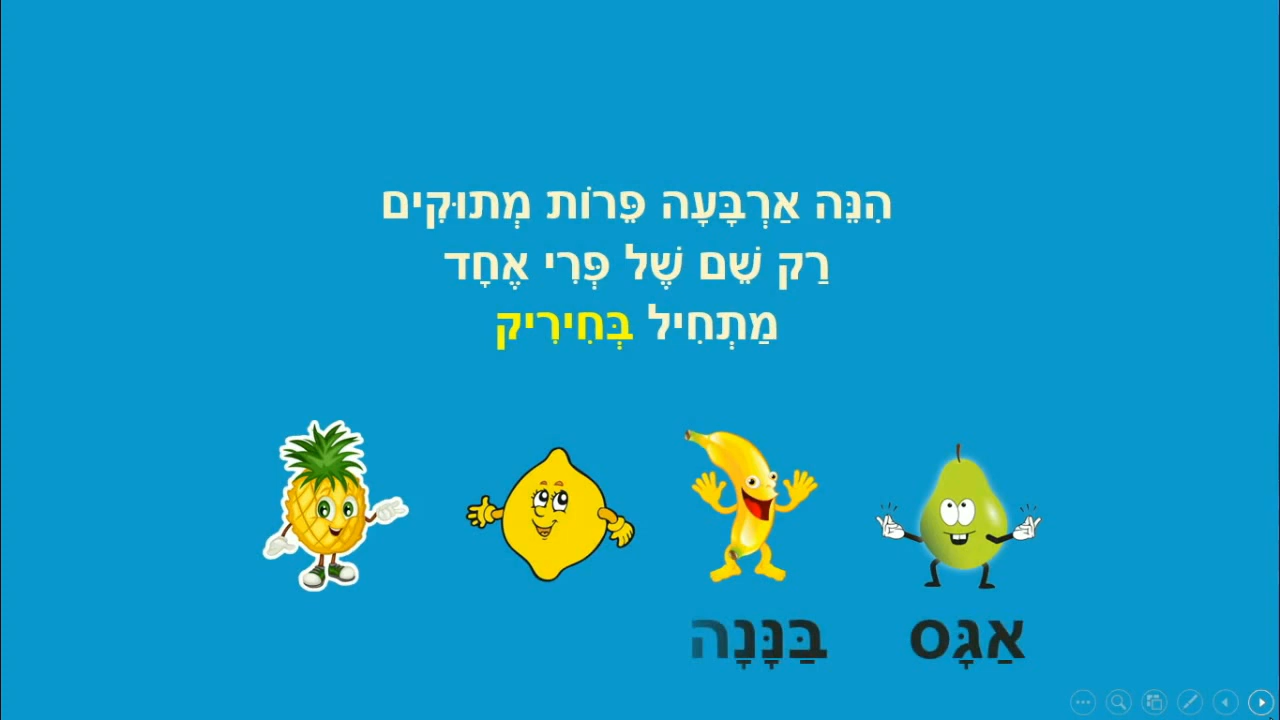 הִנֵּה אַרְבָּעָה פֵּרוֹת מְתוּקִים
רַק שֵׁם שֶׁל פְּרִי אֶחָד
מַתְחִיל בְּחִירִיק
אַגָּס בַּנָּנָה